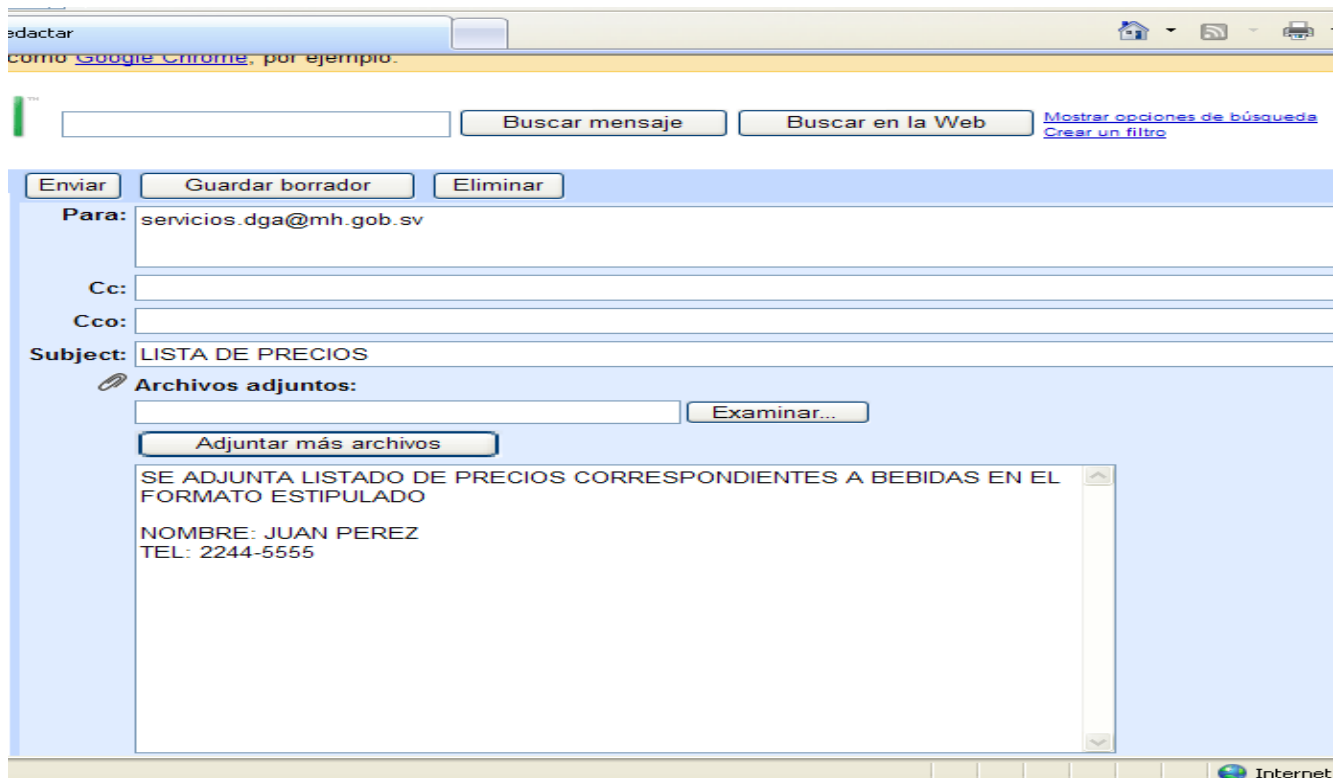 edactar
como Google Chrome, por ejemplo.
TM
Buscar mensaje
Buscar en la Web
Mostrar opciones de búsqueda
Crear un filtro
Enviar
Guardar borrador
Eliminar
Para: servicios.dga@mh.gob.sv
Cc:
Cco:
Subject: LISTA DE PRECIOS
Archivos adjuntos:
Examinar...
Adjuntar más archivos
SE ADJUNTA LISTADO DE PRECIOS CORRESPONDIENTES A BEBIDAS EN EL
FORMATO ESTIPULADO
NOMBRE: JUAN PEREZ
TEL: 2244-5555
Internet